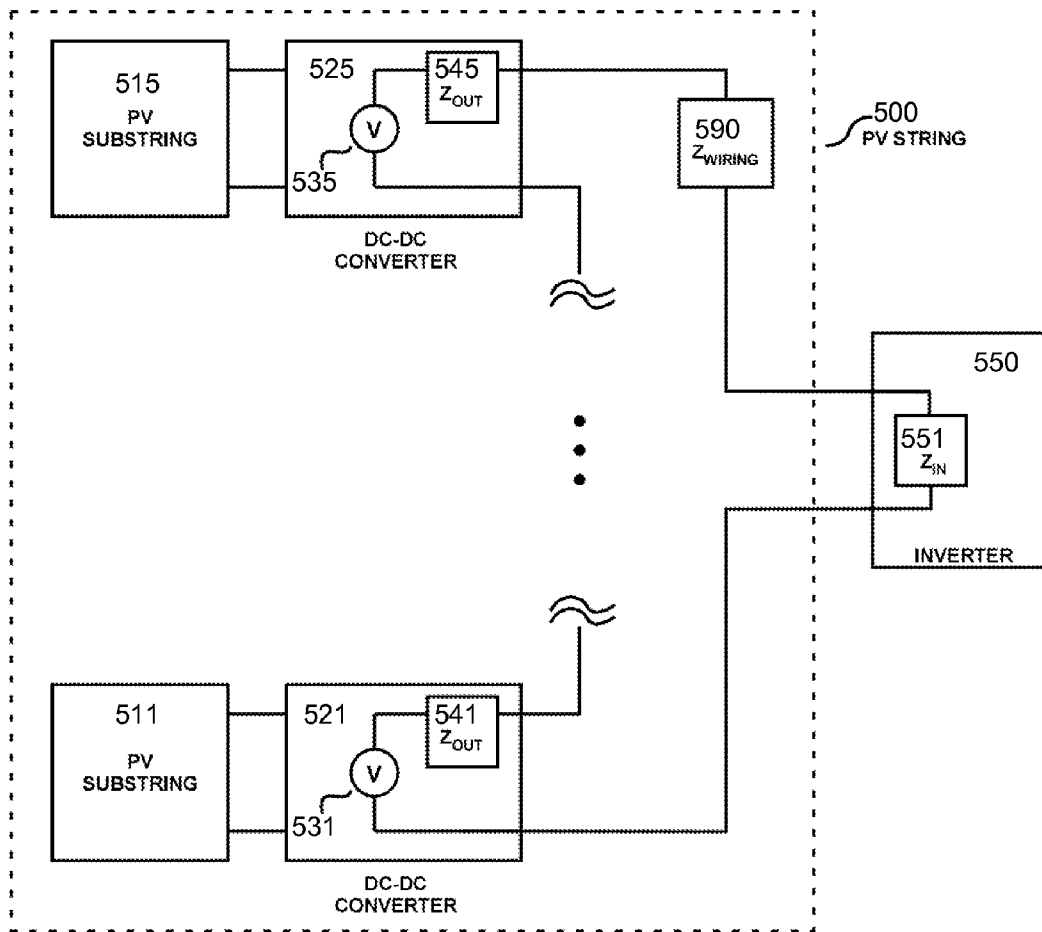 515
PV
SUBSTRING
525
545
ZOUT
V
535
DC-DC
CONVERTER
590
ZWIRING
500
PV STRING
550
551
ZIN
INVERTER
511
PV
SUBSTRING
521
541
ZOUT
V
531
DC-DC
CONVERTER